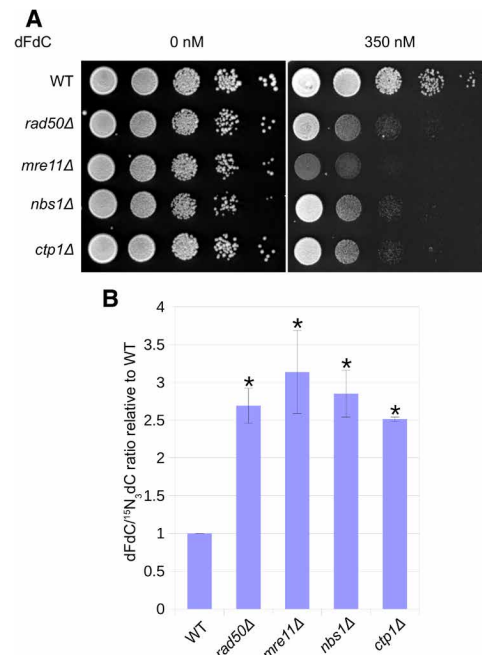 A
dFdC 0 nM 350 nM
WT
rad50Δ
mre11Δ
nbs1Δ
ctp1Δ
B
dFdC/¹⁵N₃dC ratio relative to WT
4
3.5
3
2.5
2
1.5
1
0.5
0
* * * *
WT rad50Δ mre11Δ nbs1Δ ctp1Δ